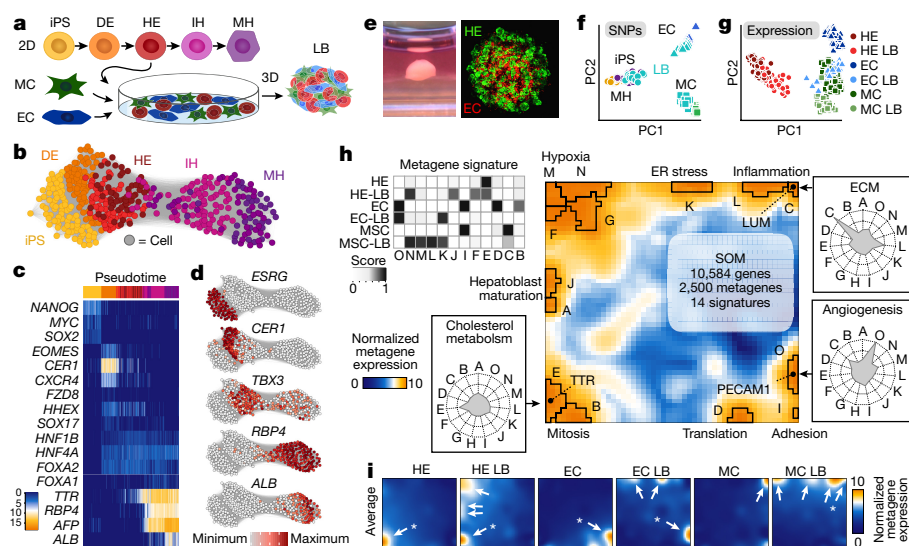 a
iPS DE HE IH MH
2D
LB
3D
MC
EC
b
DE
HE
IH
MH
iPS
= Cell
c
Pseudotime
NANOG
MYC
SOX2
EOMES
CER1
CXCR4
FZD8
HHEX
SOX17
HNF1B
HNF4A
FOXA2
FOXA1
TTR
RBP4
AFP
ALB
0
5
10
15
d
ESRG
CER1
TBX3
RBP4
ALB
Minimum Maximum
e
HE
EC
f
SNPs
EC
LB
iPS
MH
MC
PC2
PC1
g
Expression
PC2
PC1
HE
HE LB
EC
EC LB
MC
MC LB
h
Metagene signature
HE
HE-LB
EC
EC-LB
MSC
MSC-LB
O N M L K J I F E D C B
Score
0 1
Hypoxia
M N
ER stress
Inflammation
F
G
K
L
C
LUM
Hepatoblast
maturation
J
A
SOM
10,584 genes
2,500 metagenes
14 signatures
Normalized
metagene
expression
0 10
Cholesterol
metabolsm
A
O
N
M
L
K
J
I
H
G
F
E
D
C
B
E
TTR
B
Mitosis
Translation
D
PECAM1
O
I
Adhesion
ECM
A
O
N
M
L
K
J
I
H
G
F
E
D
C
B
Angiogenesis
A
O
N
M
L
K
J
I
H
G
F
E
D
C
B
i
HE HE LB EC EC LB MC MC LB
Average
* * * * *
10
0
Normalized
metagene
expression